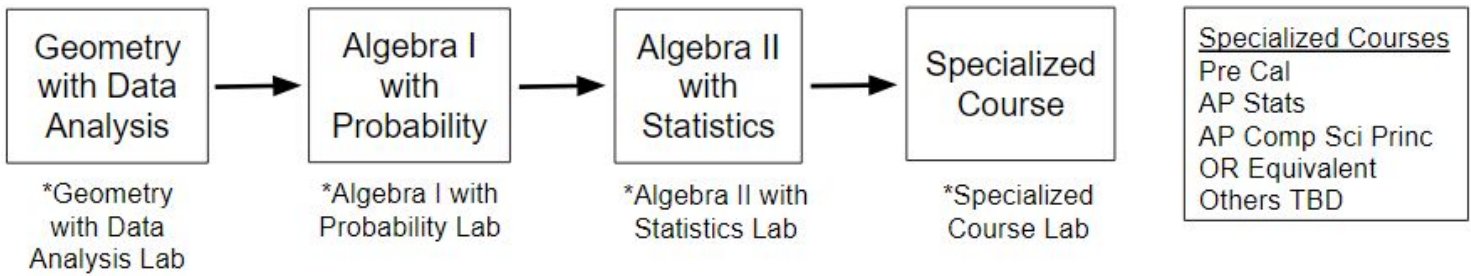 Geometry
with Data
Analysis
Algebra I
with
Probability
Algebra II
with
Statistics
Specialized
Course
*Geometry
with Data
Analysis Lab
*Algebra I with
Probability Lab
*Algebra II with
Statistics Lab
*Specialized
Course Lab
Specialized Courses
Pre Cal
AP Stats
AP Comp Sci Princ
OR Equivalent
Others TBD